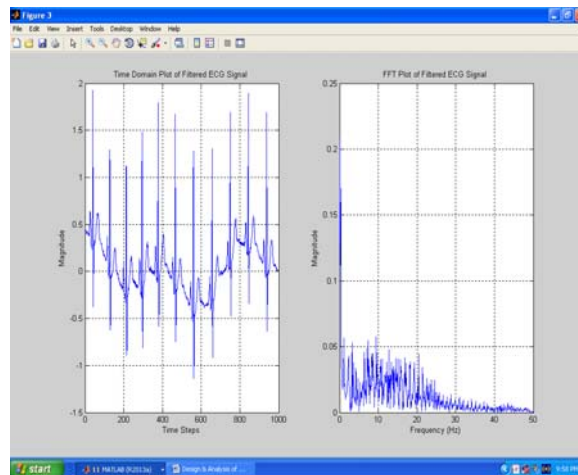 Figure 3
File Edit View Insert Tools Desktop Window Help
Time Domain Plot of Filtered ECG Signal
2
1.5
1
0.5
0
-0.5
-1
-1.5
Magnitude
0 200 400 600 800 1000
Time Steps
FFT Plot of Filtered ECG Signal
0.25
0.2
0.15
0.1
0.05
0
Magnitude
0 10 20 30 40 50
Frequency (Hz)
start
MATLAB (R2013a)
Design & Analysis of ...